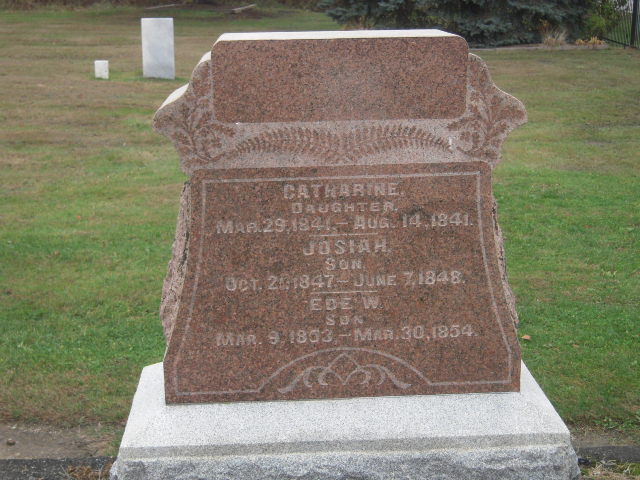 CATHARINE.
DAUGHTER.
MAR. 29, 1841.– AUG. 14, 1841.
JOSIAH.
SON
OCT. 21, 1847– JUNE 7, 1848.
EDE W.
SON
MAR. 9, 1853.– MAR. 30, 1854.